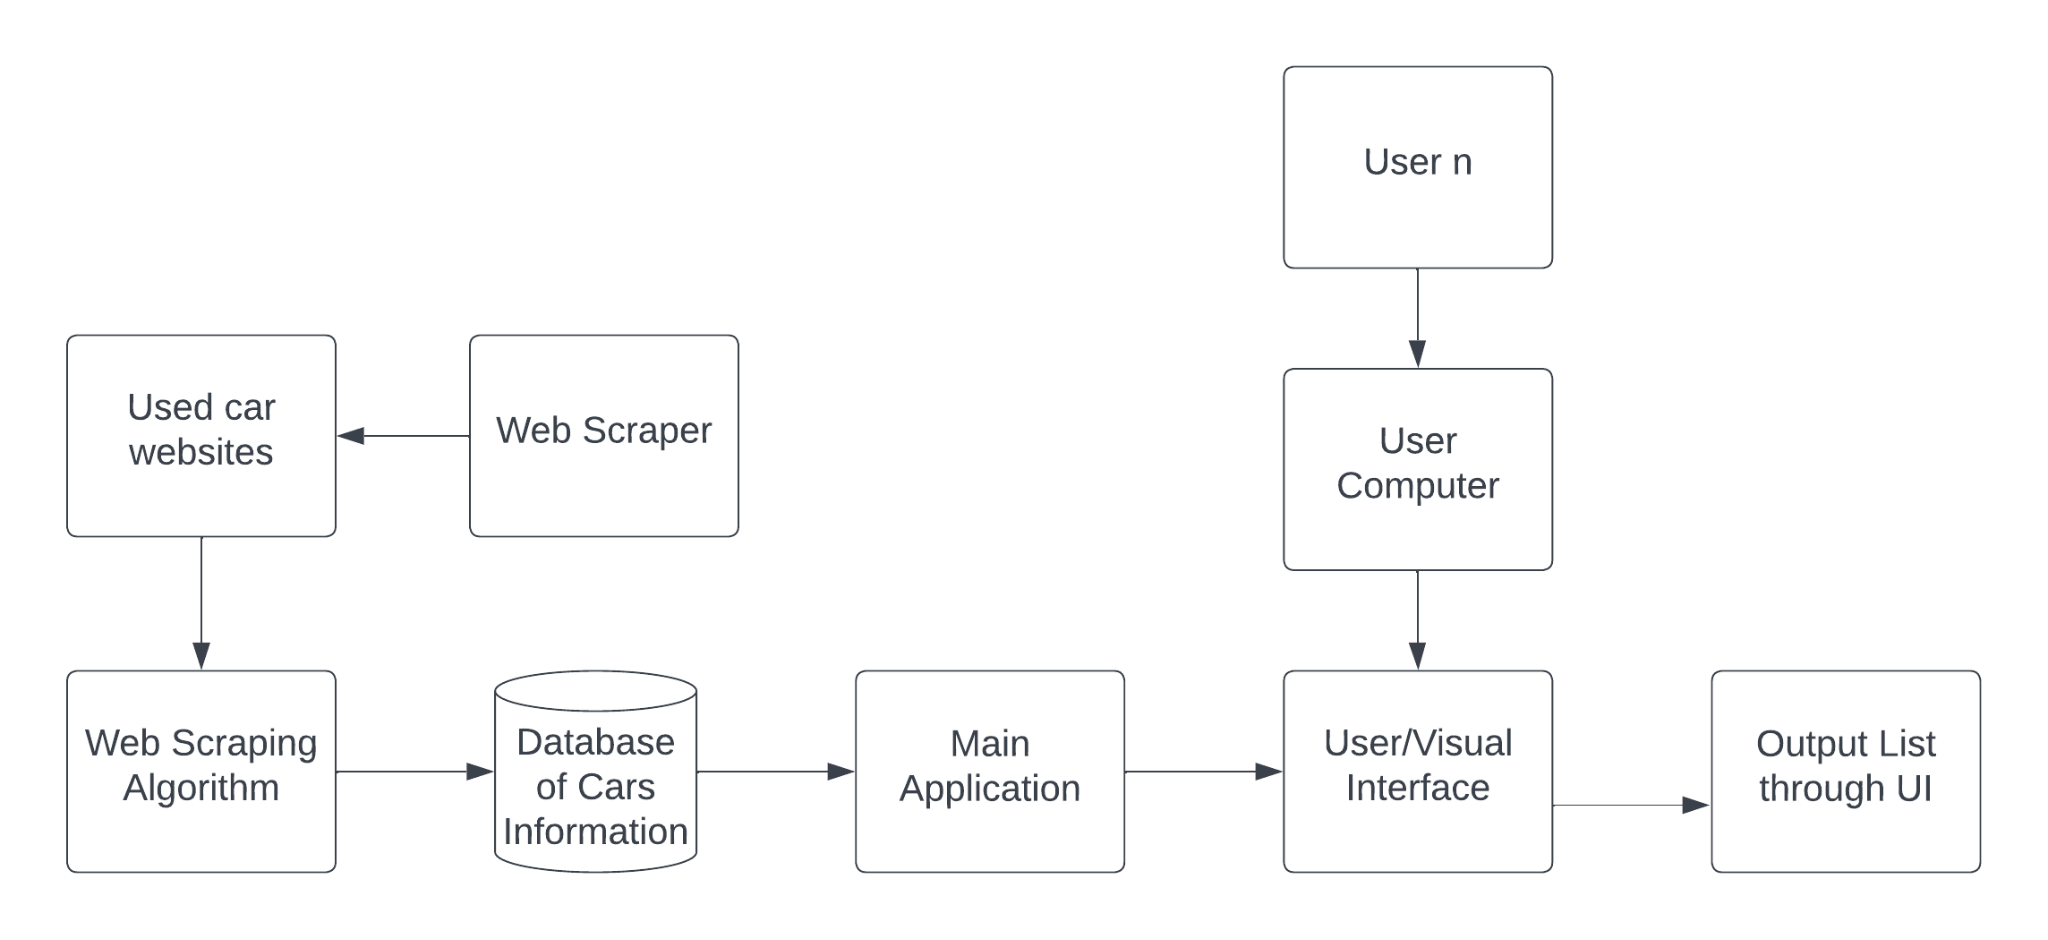 User n
Used car
websites
Web Scraper
User
Computer
Web Scraping
Algorithm
Database
of Cars
Information
Main
Application
User/Visual
Interface
Output List
through UI